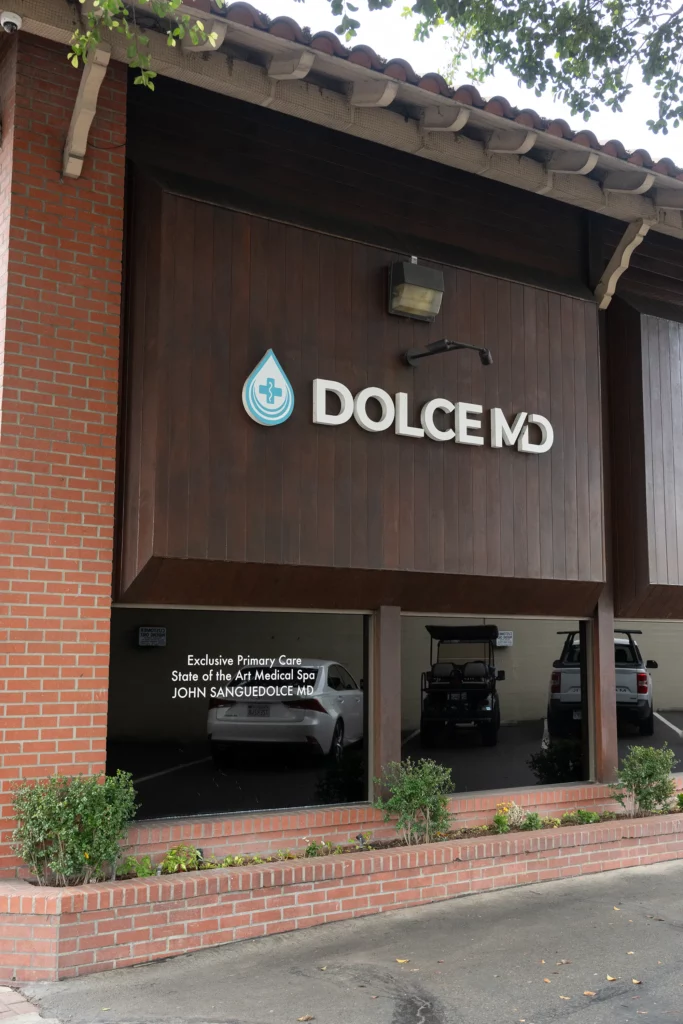 DOLCE MD
Exclusive Primary Care
State of the Art Medical Spa
JOHN SANGUEDOLCE MD